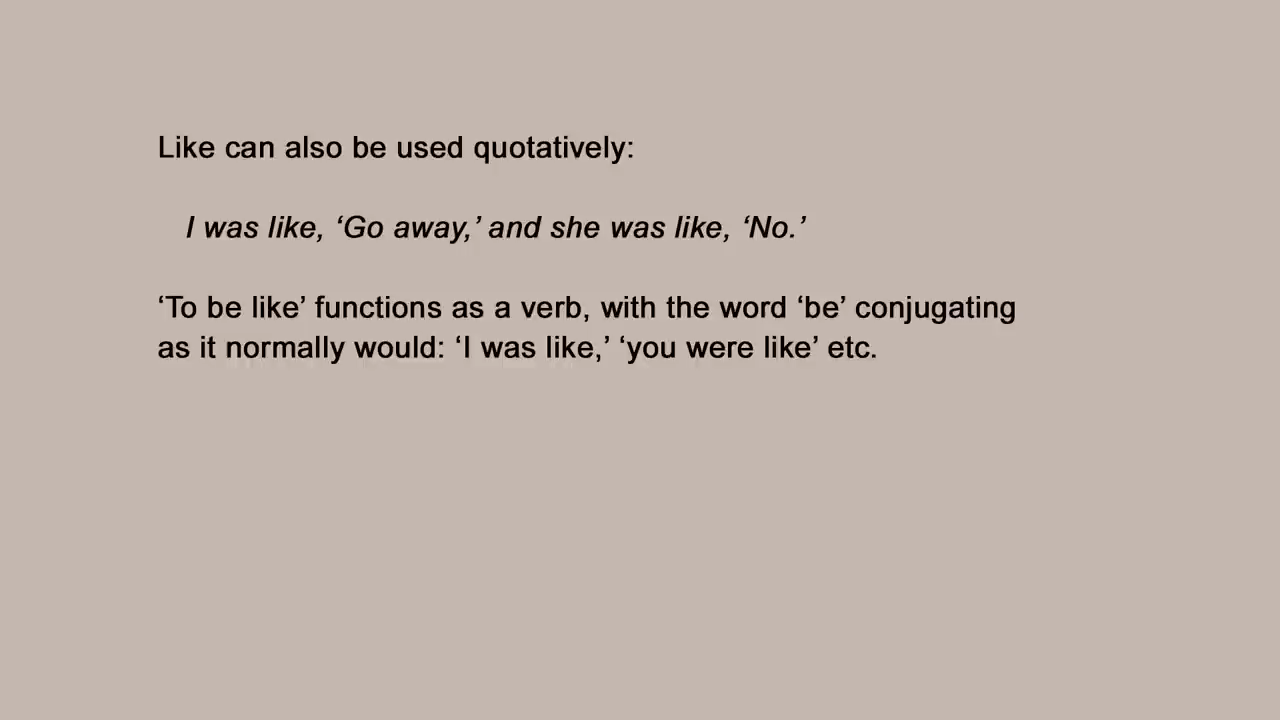 Like can also be used quotatively:
I was like, ‘Go away,’ and she was like, ‘No.’
‘To be like’ functions as a verb, with the word ‘be’ conjugating
as it normally would: ‘I was like,’ ‘you were like’ etc.